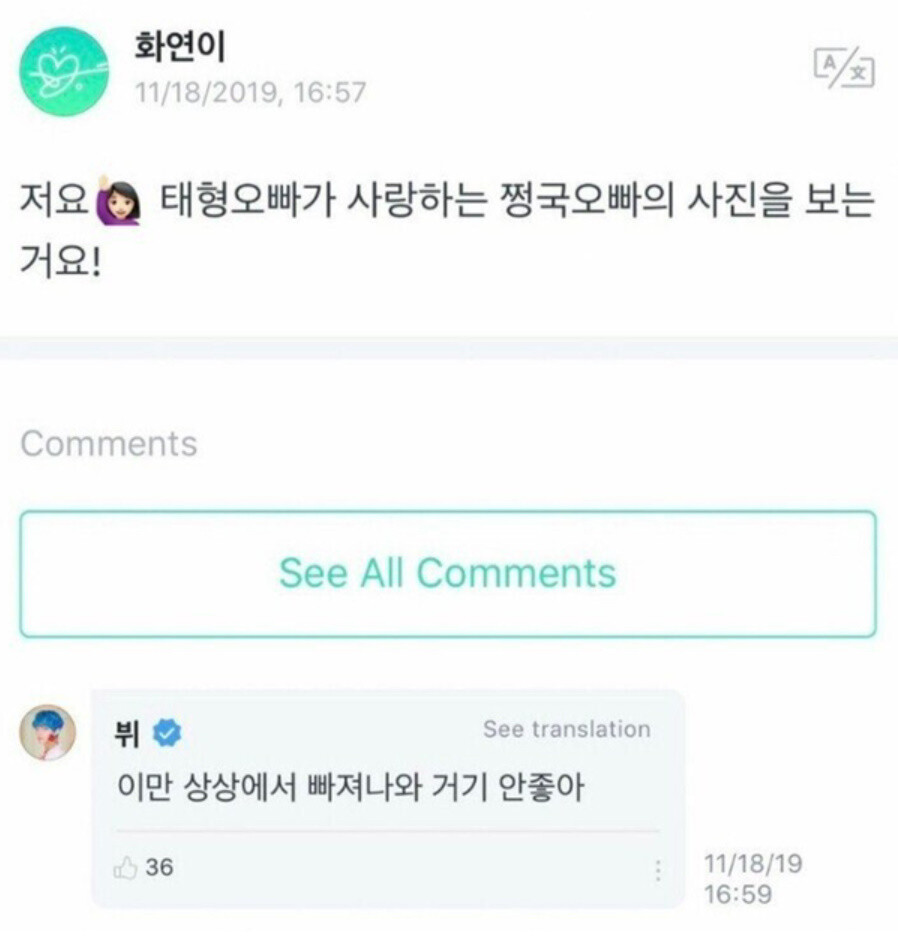 화연이
11/18/2019, 16:57
저요🙋🏻‍♀️ 태형오빠가 사랑하는 쩡국오빠의 사진을 보는
거요!
Comments
See All Comments
뷔
See translation
이만 상상에서 빠져나와 거기 안좋아
36
11/18/19
16:59